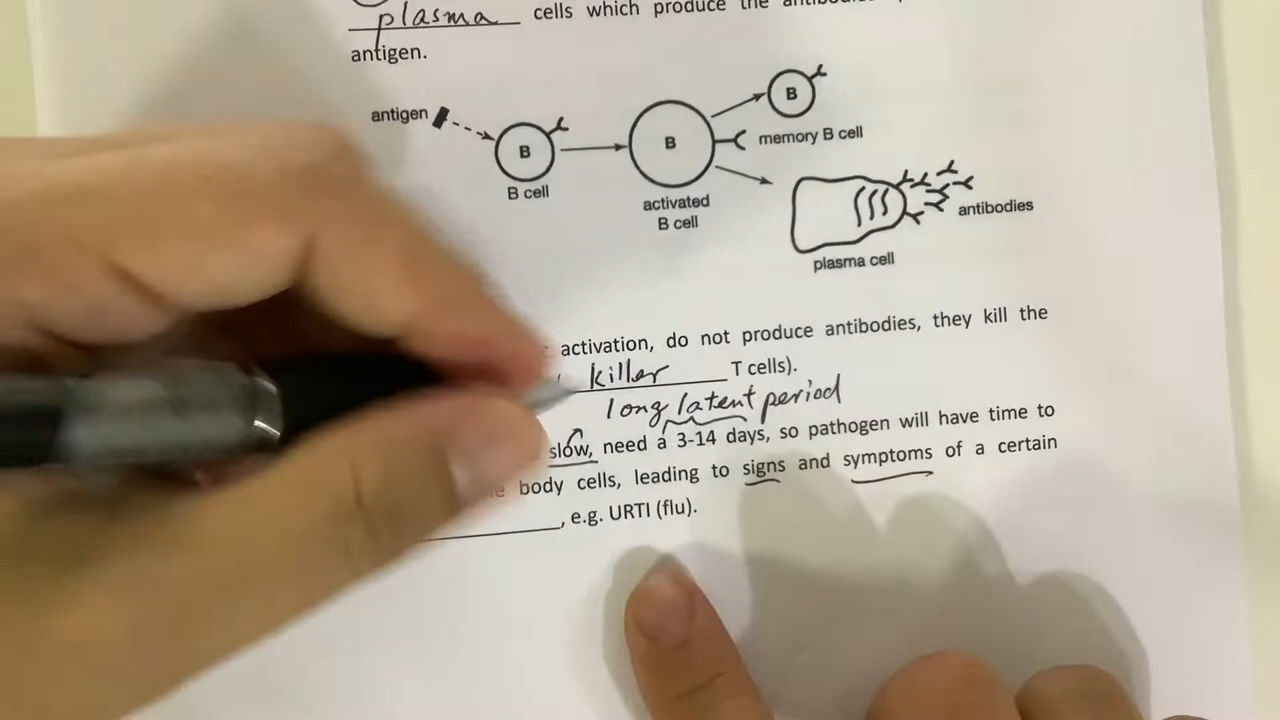 plasma cells which produce the
antigen.
antigen
B
B
B
memory B cell
B cell
activated
B cell
antibodies
plasma cell
activation, do not produce antibodies, they kill the
killer T cells).
long latent period
slow, need a 3-14 days, so pathogen will have time to
body cells, leading to signs and symptoms of a certain
, e.g. URTI (flu).